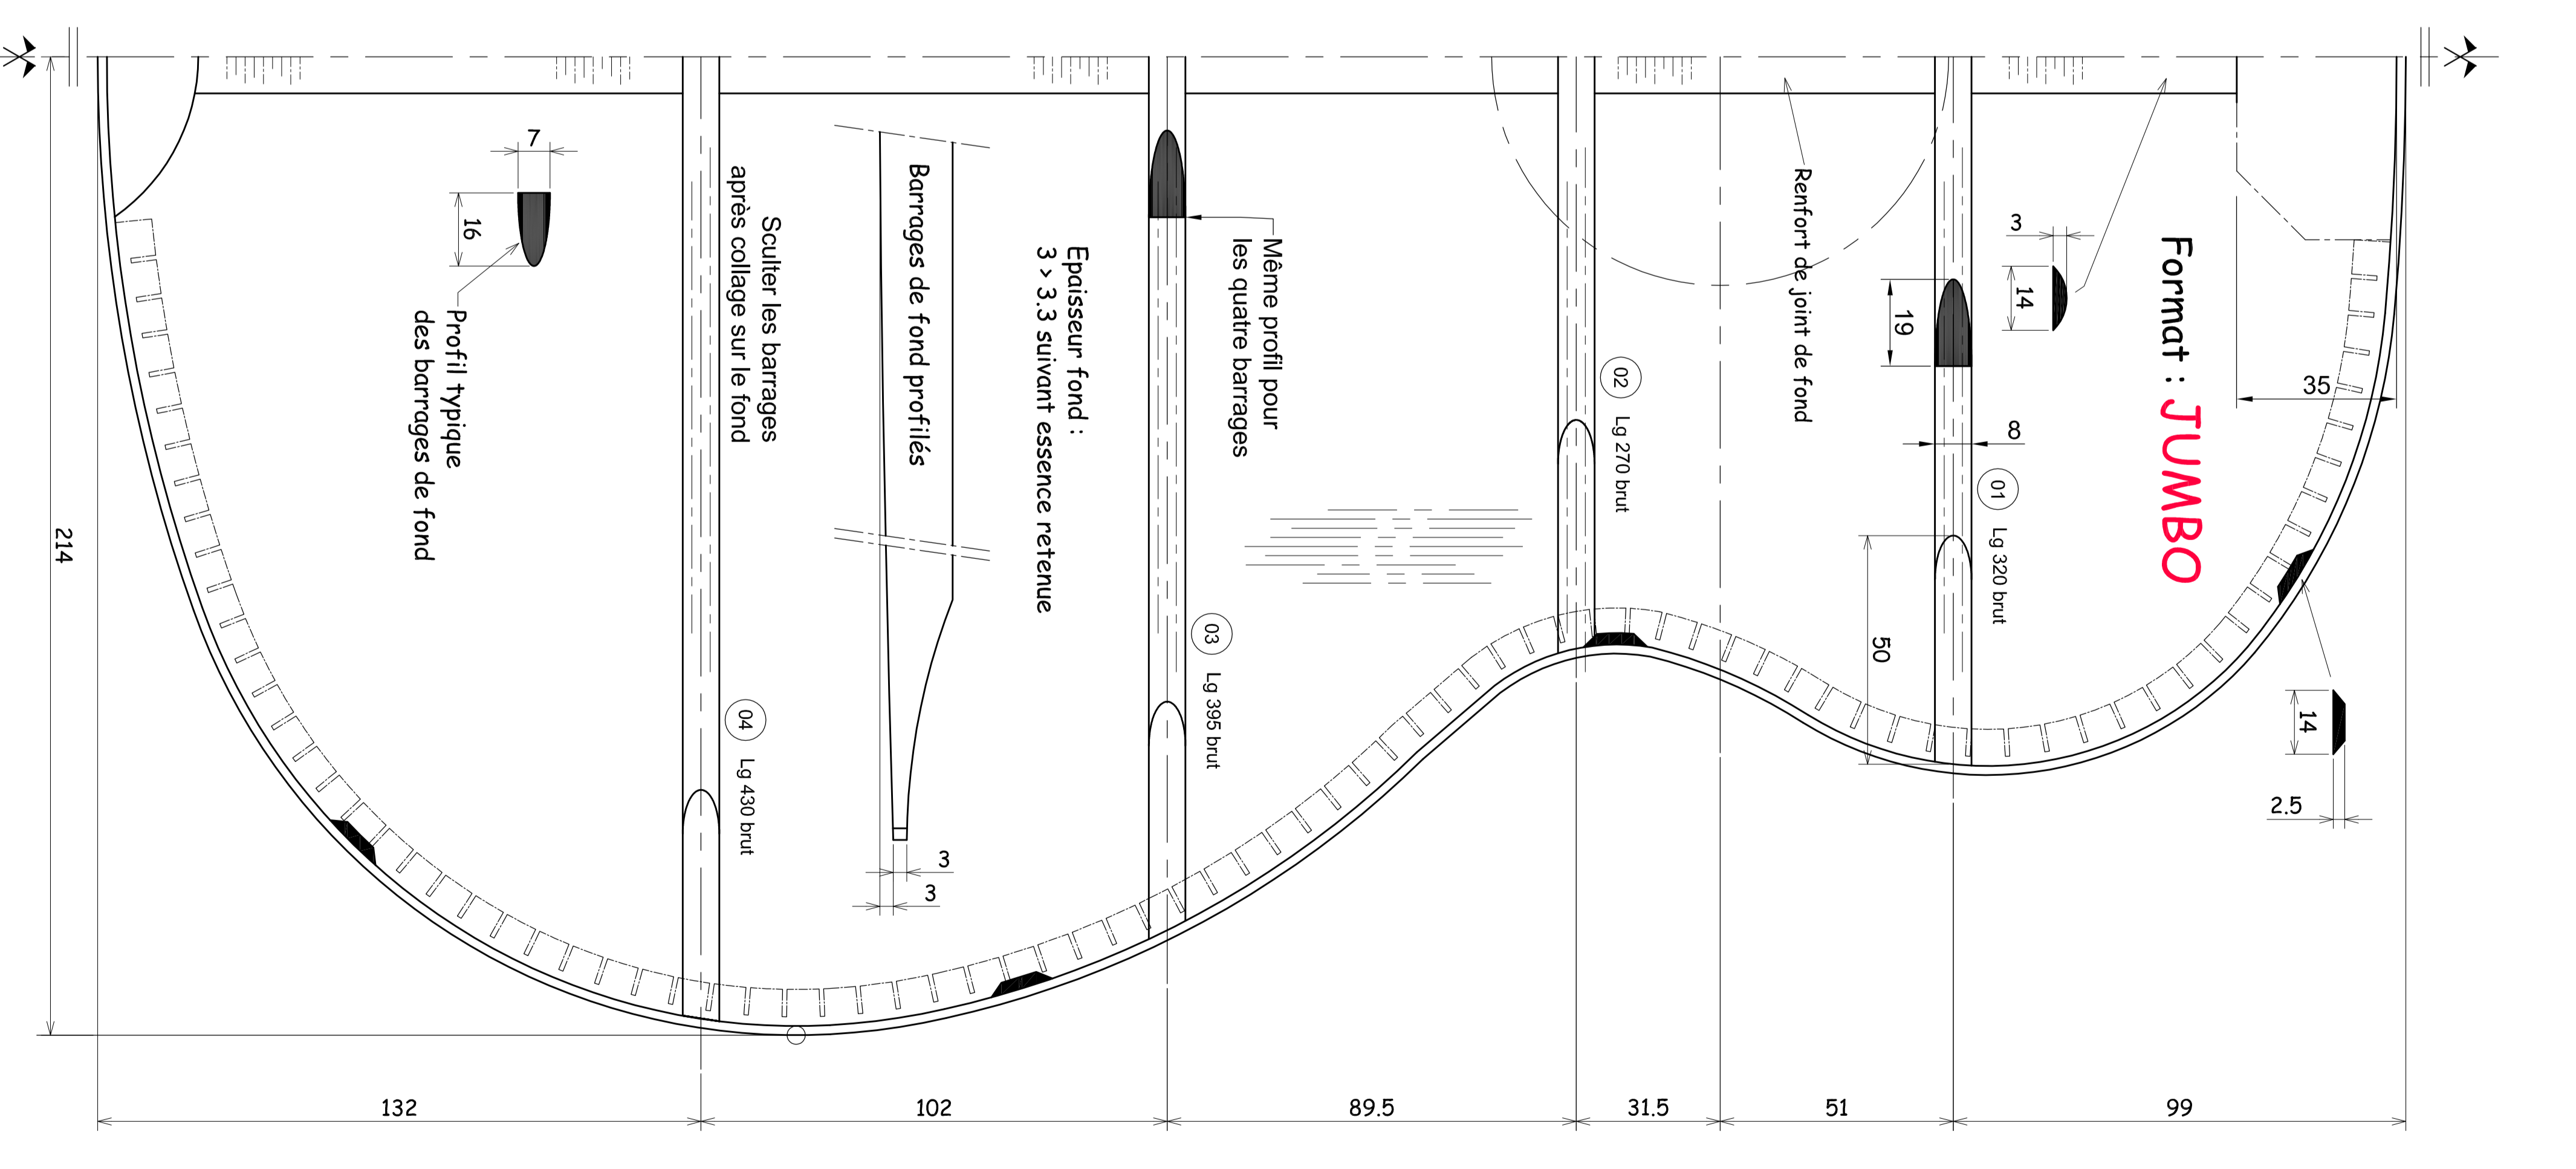 Format : JUMBO
35
3
14
14
2.5
01
Lg 320 brut
8
19
50
Renfort de joint de fond
02
Lg 270 brut
Même profil pour
les quatre barrages
03
Lg 395 brut
Epaisseur fond :
3 > 3.3 suivant essence retenue
Barrages de fond profilés
3
3
Sculter les barrages
après collage sur le fond
04
Lg 430 brut
7
16
Profil typique
des barrages de fond
214
132
102
89.5
31.5
51
99